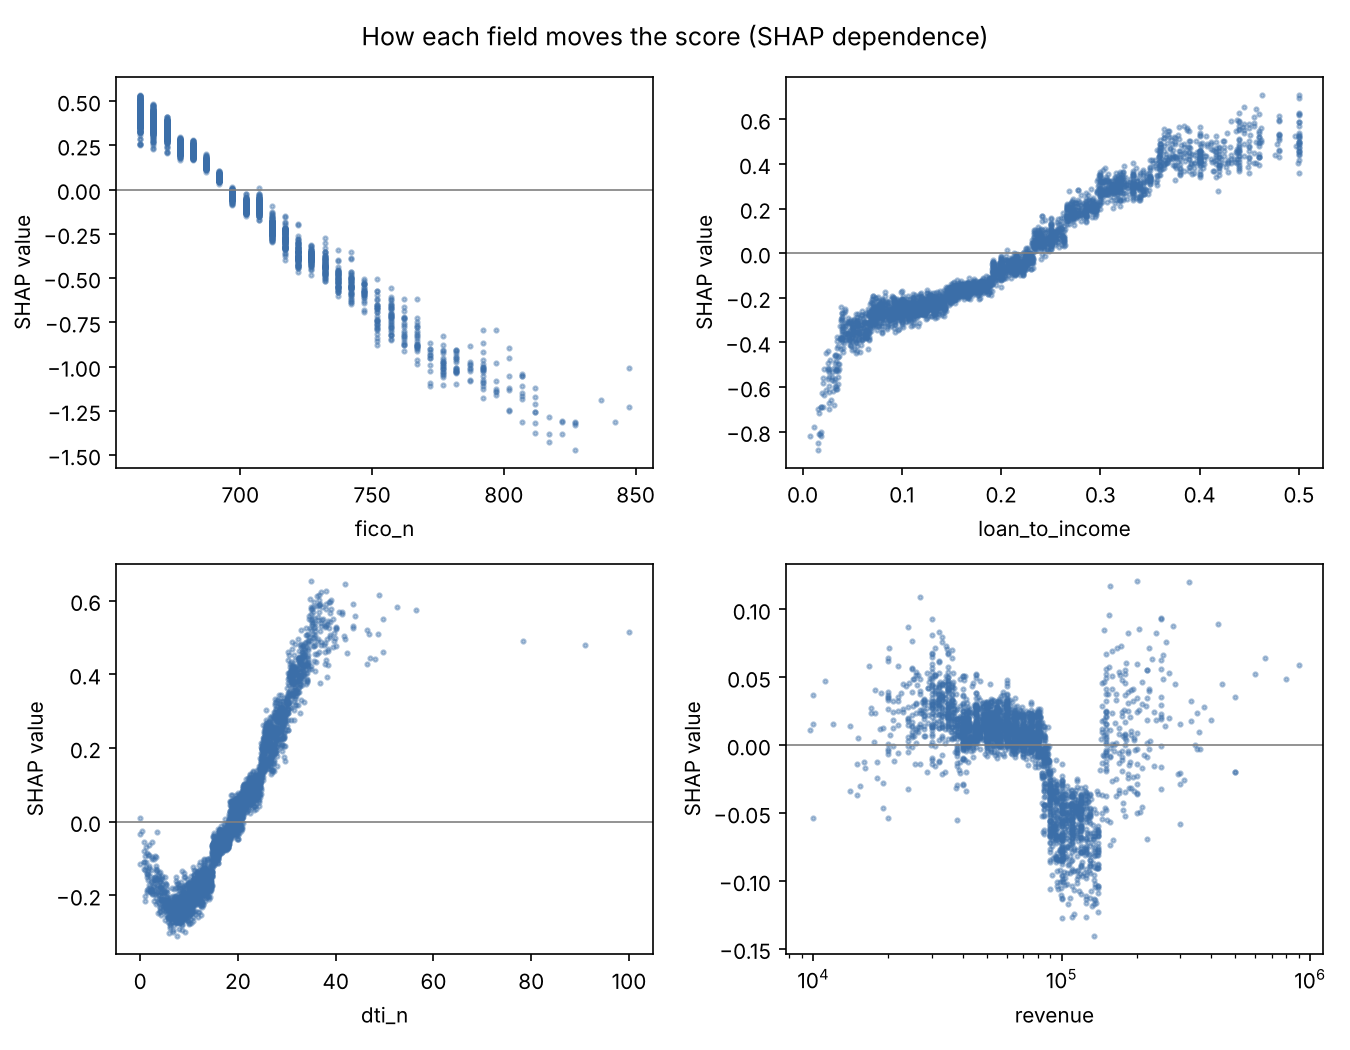 How each field moves the score (SHAP dependence)
SHAP value
0.50
0.25
0.00
−0.25
−0.50
−0.75
−1.00
−1.25
−1.50
700 750 800 850
fico_n
SHAP value
0.6
0.4
0.2
0.0
−0.2
−0.4
−0.6
−0.8
0.0 0.1 0.2 0.3 0.4 0.5
loan_to_income
SHAP value
0.6
0.4
0.2
0.0
−0.2
0 20 40 60 80 100
dti_n
SHAP value
0.10
0.05
0.00
−0.05
−0.10
−0.15
10⁴ 10⁵ 10⁶
revenue